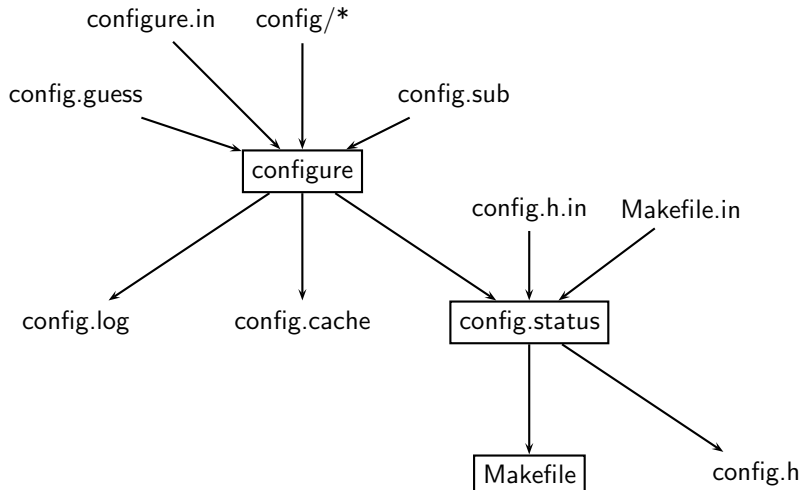 configure.in
config/*
config.guess
config.sub
configure
config.h.in
Makefile.in
config.log
config.cache
config.status
Makefile
config.h